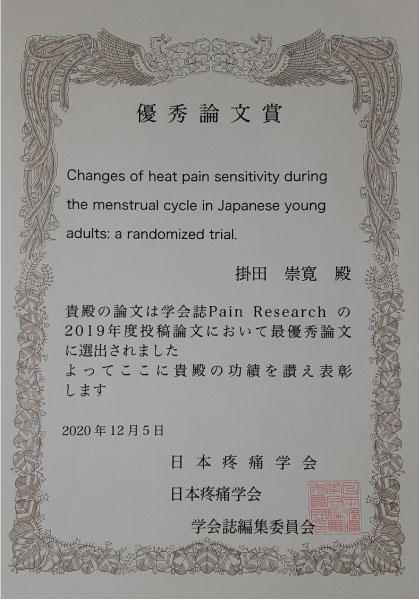 優秀論文賞
Changes of heat pain sensitivity during
the menstrual cycle in Japanese young
adults: a randomized trial.
掛田 崇寛 殿
貴殿の論文は学会誌Pain Research の
2019年度投稿論文において最優秀論文
に選出されました
よってここに貴殿の功績を讃え表彰
します
2020年12月5日
日本疼痛学会
日本疼痛学会
学会誌編集委員会